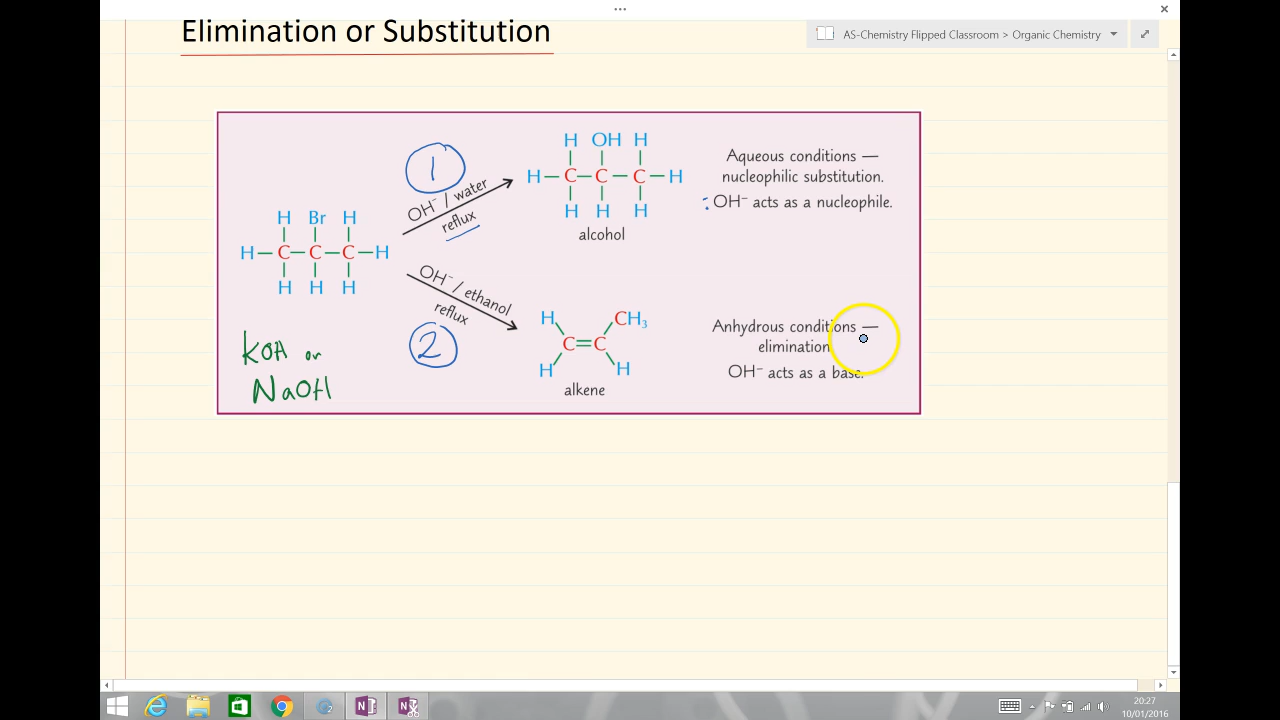 Elimination or Substitution
AS-Chemistry Flipped Classroom > Organic Chemistry
1
H OH H
H–C–C–C–H
H H H
alcohol
OH⁻ / water
reflux
Aqueous conditions —
nucleophilic substitution.
:OH⁻ acts as a nucleophile.
H Br H
H–C–C–C–H
H H H
OH⁻ / ethanol
reflux
2
H CH₃
C=C
H H
alkene
Anhydrous conditions —
elimination
OH⁻ acts as a base.
KOH or
NaOH
20:27
10/01/2016